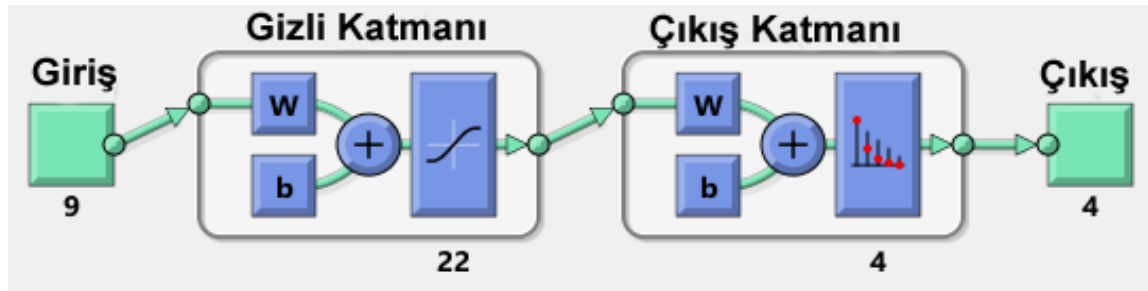 Gizli Katmanı
Çıkış Katmanı
Giriş
Çıkış
W
W
+
+
b
b
9
4
22
4